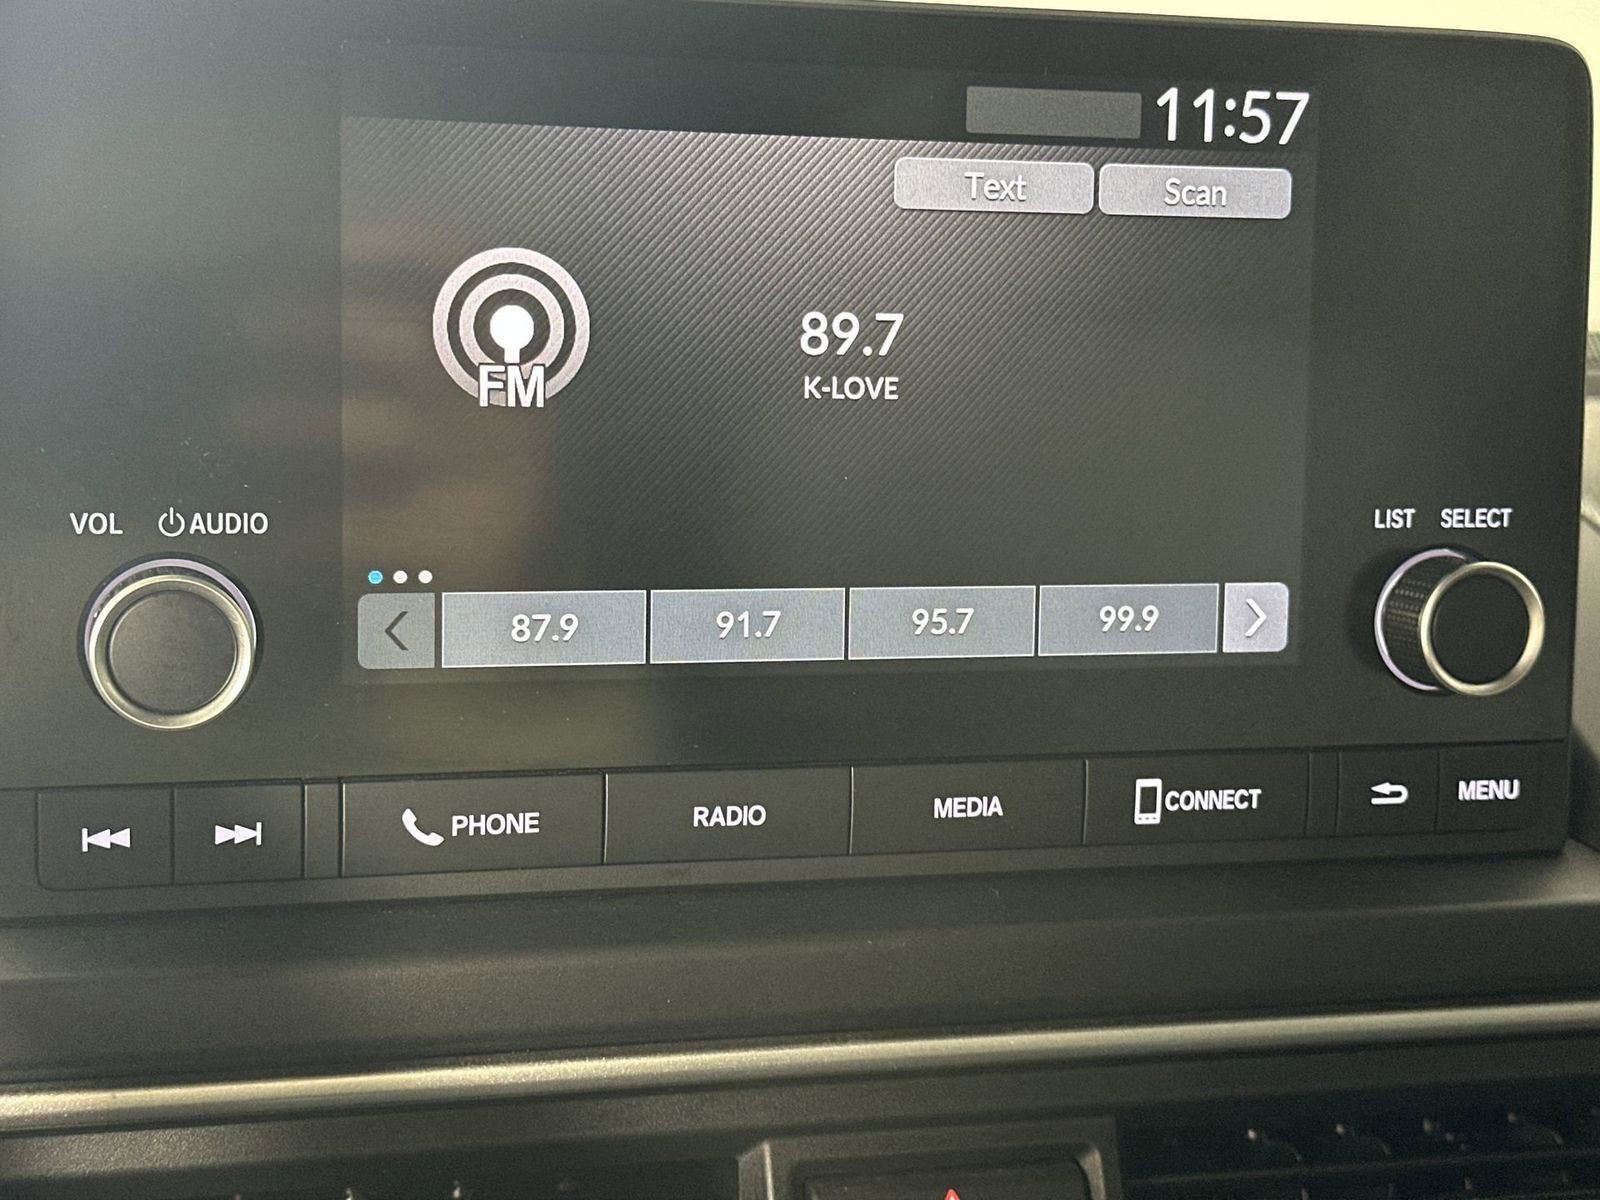 11:57
Text Scan
FM
89.7
K-LOVE
VOL AUDIO
LIST SELECT
87.9 91.7 95.7 99.9
PHONE RADIO MEDIA CONNECT MENU